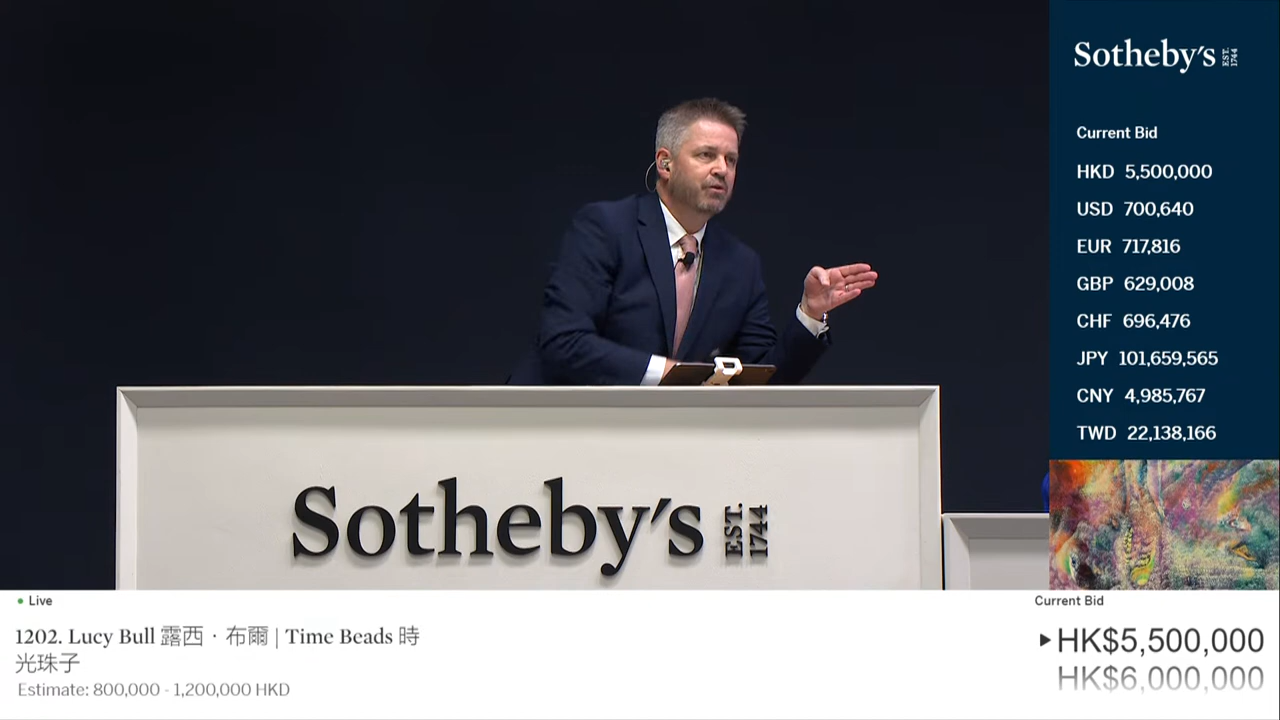 Sotheby's EST. 1744
Current Bid
HKD 5,500,000
USD 700,640
EUR 717,816
GBP 629,008
CHF 696,476
JPY 101,659,565
CNY 4,985,767
TWD 22,138,166
Sotheby's EST. 1744
Live
1202. Lucy Bull 露西·布爾 | Time Beads 時
光珠子
Estimate: 800,000 - 1,200,000 HKD
Current Bid
HK$5,500,000
HK$6,000,000